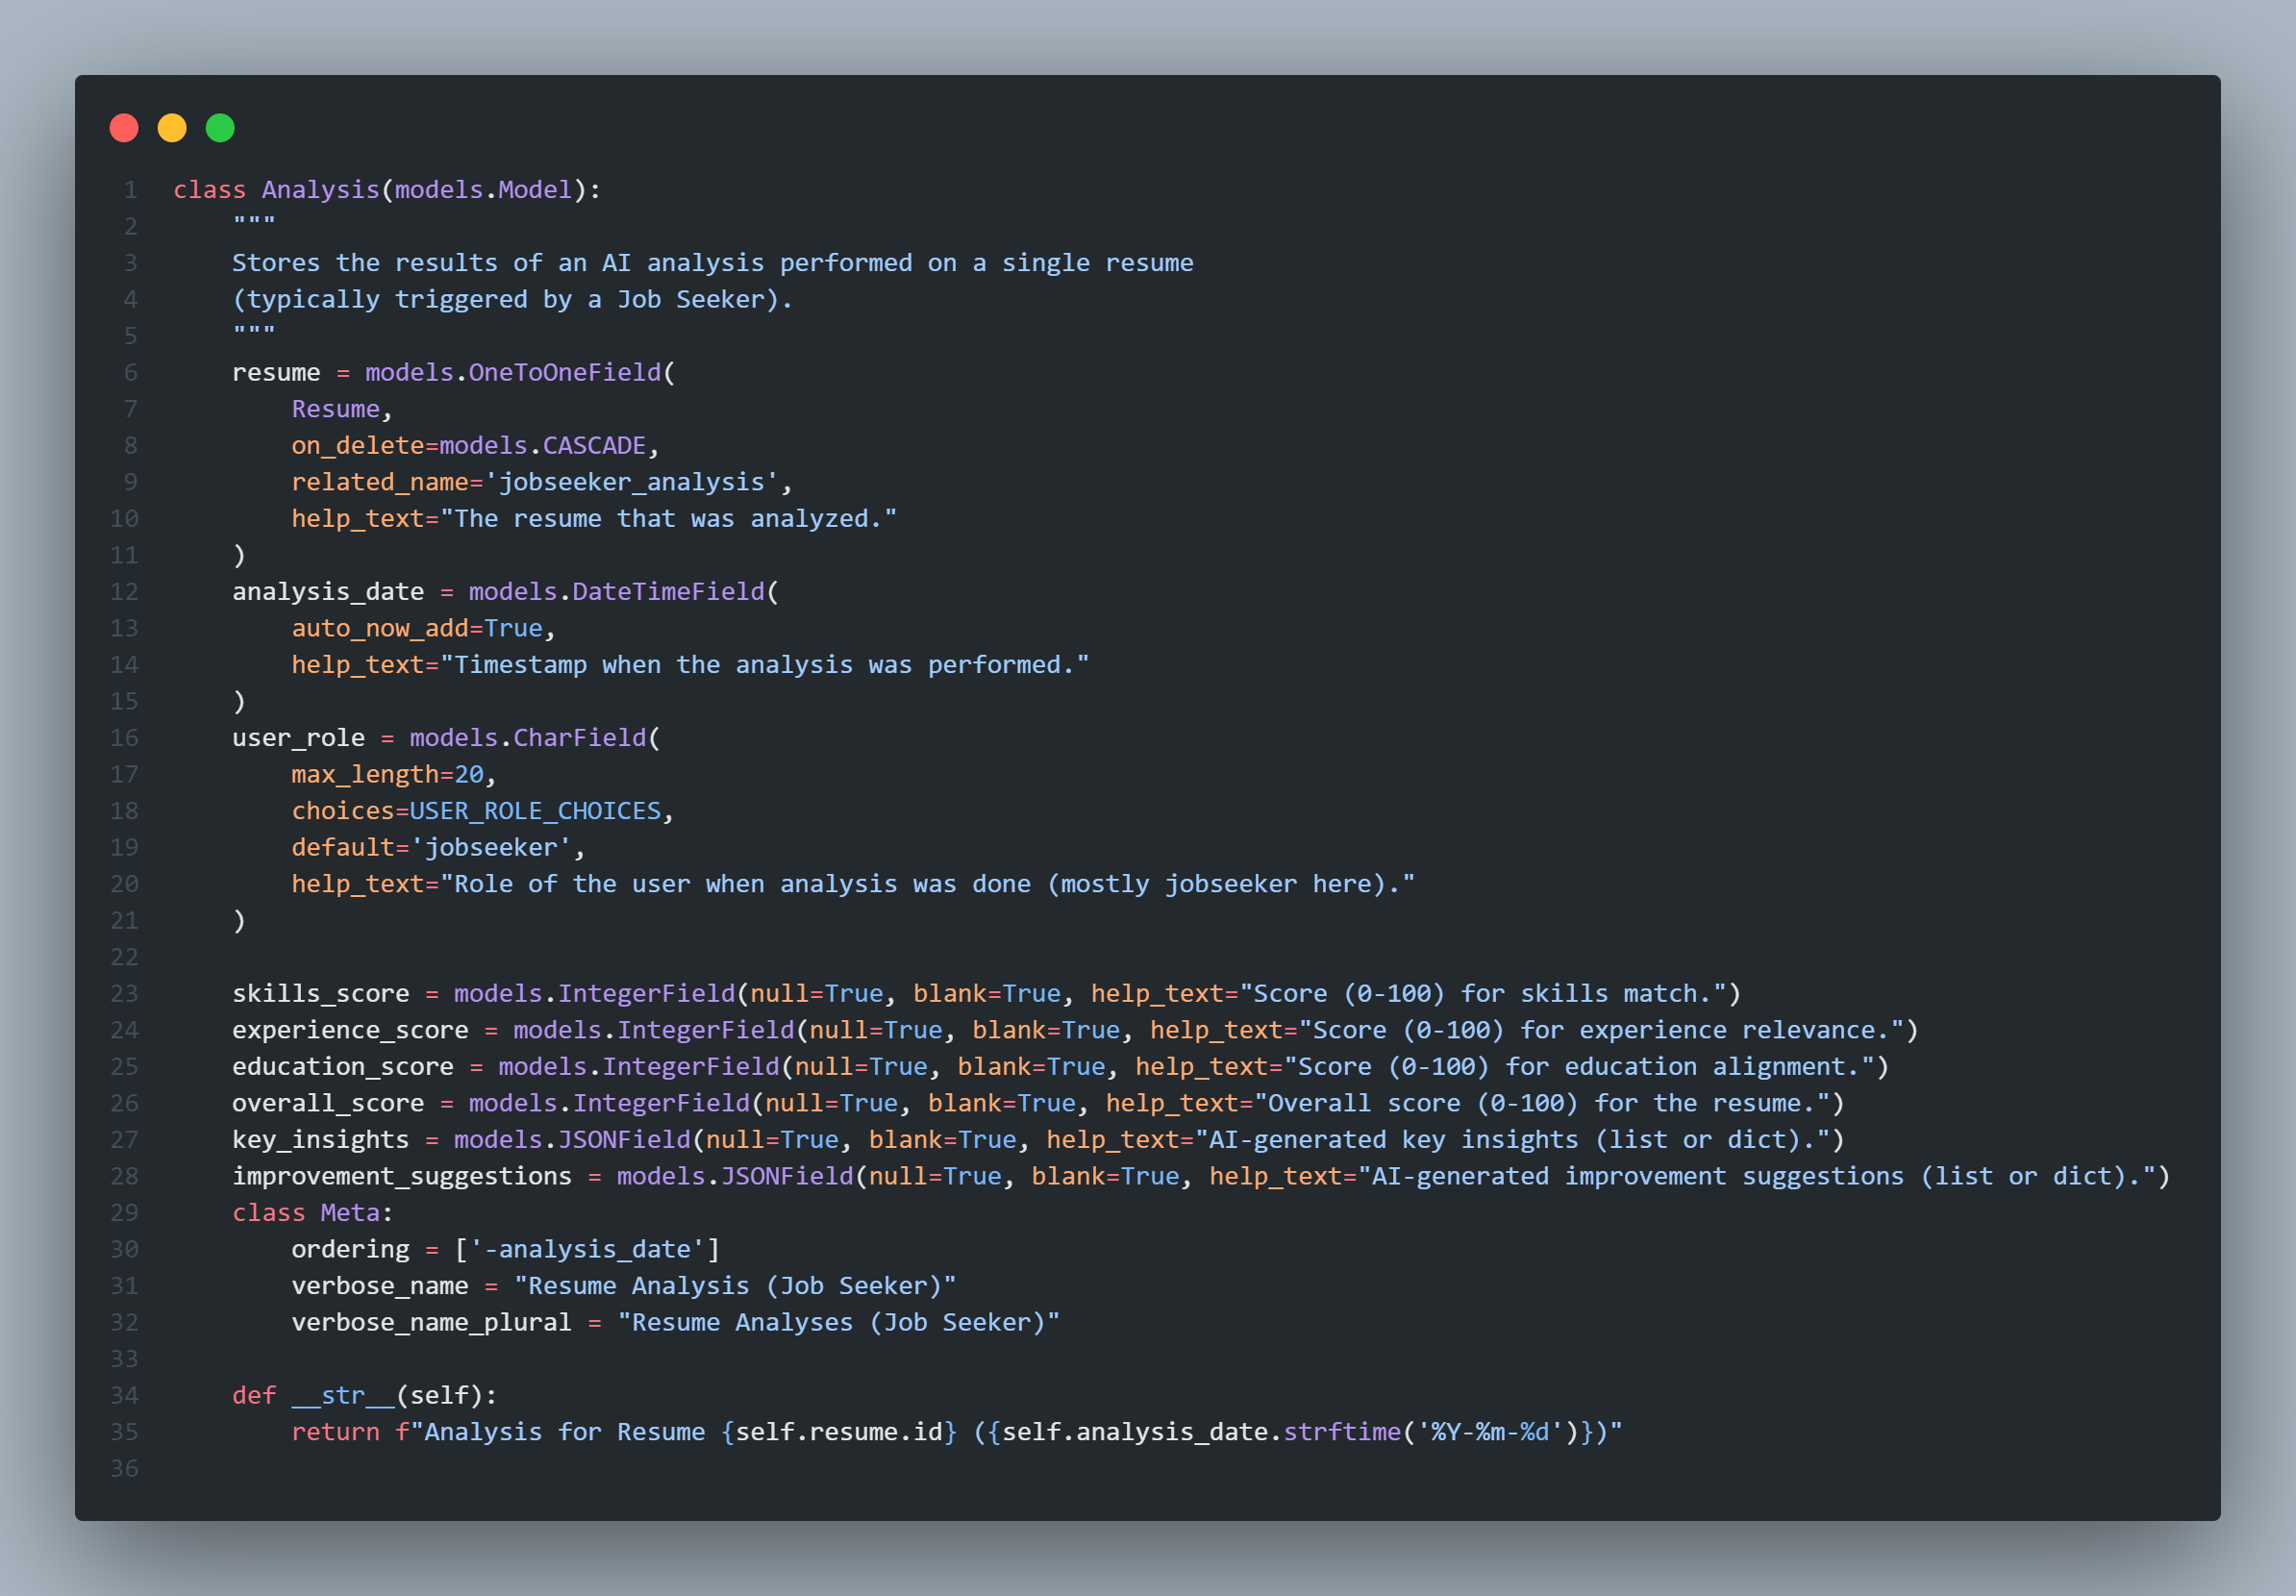 1 class Analysis(models.Model):
2     """
3     Stores the results of an AI analysis performed on a single resume
4     (typically triggered by a Job Seeker).
5     """
6     resume = models.OneToOneField(
7         Resume,
8         on_delete=models.CASCADE,
9         related_name='jobseeker_analysis',
10         help_text="The resume that was analyzed."
11     )
12     analysis_date = models.DateTimeField(
13         auto_now_add=True,
14         help_text="Timestamp when the analysis was performed."
15     )
16     user_role = models.CharField(
17         max_length=20,
18         choices=USER_ROLE_CHOICES,
19         default='jobseeker',
20         help_text="Role of the user when analysis was done (mostly jobseeker here)."
21     )
22
23     skills_score = models.IntegerField(null=True, blank=True, help_text="Score (0-100) for skills match.")
24     experience_score = models.IntegerField(null=True, blank=True, help_text="Score (0-100) for experience relevance.")
25     education_score = models.IntegerField(null=True, blank=True, help_text="Score (0-100) for education alignment.")
26     overall_score = models.IntegerField(null=True, blank=True, help_text="Overall score (0-100) for the resume.")
27     key_insights = models.JSONField(null=True, blank=True, help_text="AI-generated key insights (list or dict).")
28     improvement_suggestions = models.JSONField(null=True, blank=True, help_text="AI-generated improvement suggestions (list or dict).")
29     class Meta:
30         ordering = ['-analysis_date']
31         verbose_name = "Resume Analysis (Job Seeker)"
32         verbose_name_plural = "Resume Analyses (Job Seeker)"
33
34     def __str__(self):
35         return f"Analysis for Resume {self.resume.id} ({self.analysis_date.strftime('%Y-%m-%d')})"
36